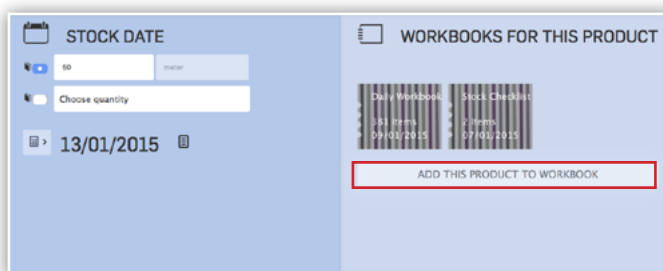 STOCK DATE
50
meter
Choose quantity
13/01/2015
WORKBOOKS FOR THIS PRODUCT
Daily Workbook
381 Items
09/01/2015
Stock Checklist
2 Items
07/01/2015
ADD THIS PRODUCT TO WORKBOOK